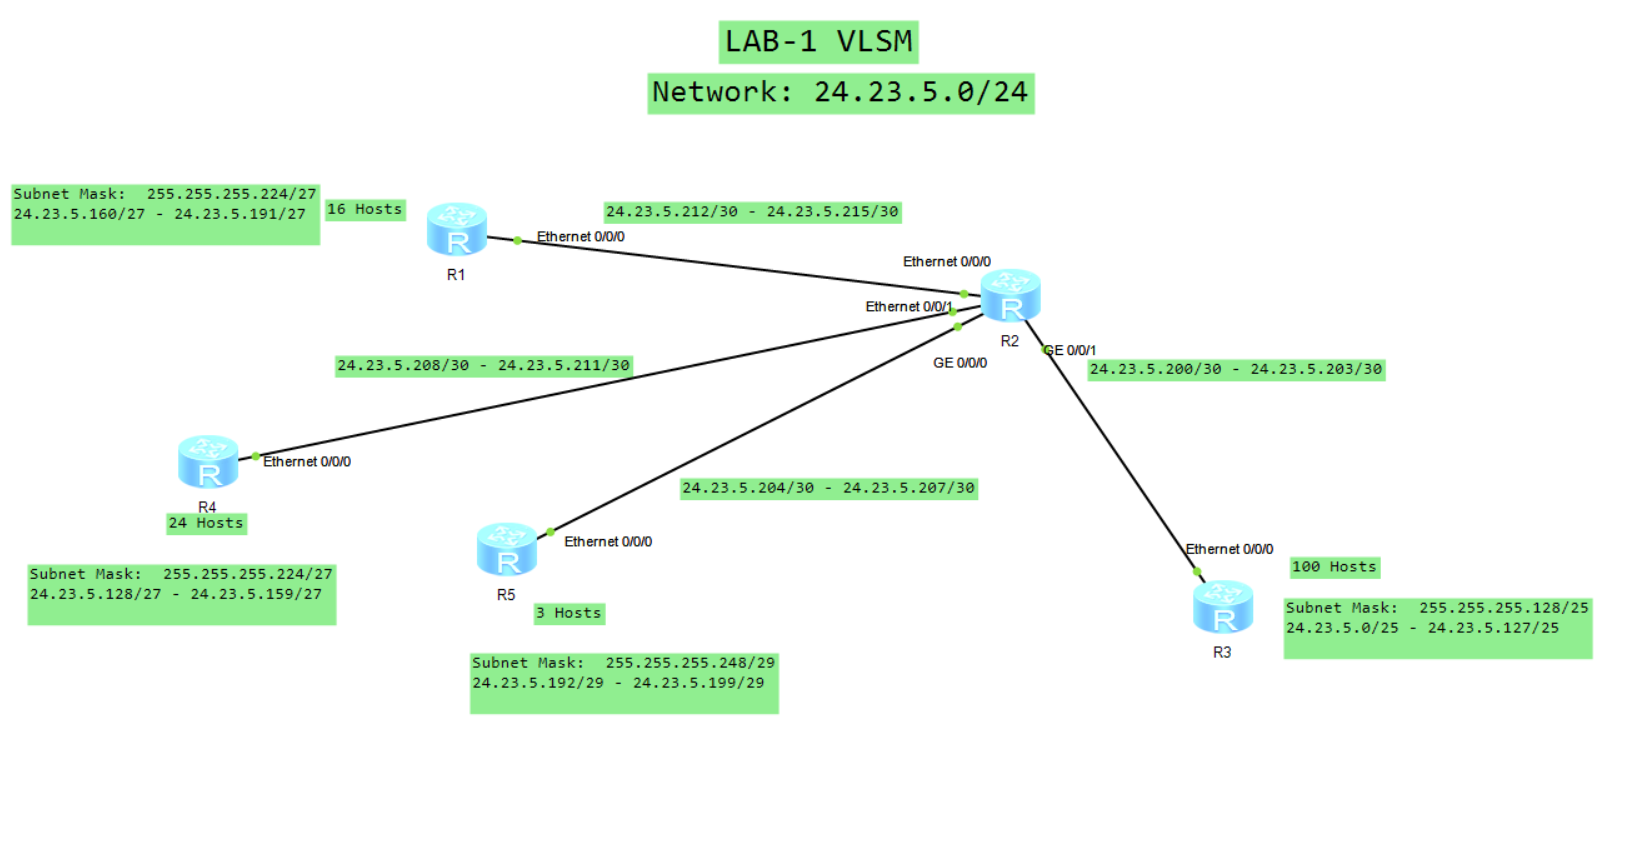 LAB-1 VLSM
Network: 24.23.5.0/24
Subnet Mask:  255.255.255.224/27
24.23.5.160/27 - 24.23.5.191/27
16 Hosts
R
R1
Ethernet 0/0/0
24.23.5.212/30 - 24.23.5.215/30
Ethernet 0/0/0
Ethernet 0/0/1
R
R2
GE 0/0/0
GE 0/0/1
24.23.5.208/30 - 24.23.5.211/30
24.23.5.200/30 - 24.23.5.203/30
R
Ethernet 0/0/0
R4
24 Hosts
24.23.5.204/30 - 24.23.5.207/30
Subnet Mask:  255.255.255.224/27
24.23.5.128/27 - 24.23.5.159/27
R
Ethernet 0/0/0
R5
3 Hosts
Subnet Mask:  255.255.255.248/29
24.23.5.192/29 - 24.23.5.199/29
Ethernet 0/0/0
100 Hosts
R
R3
Subnet Mask:  255.255.255.128/25
24.23.5.0/25 - 24.23.5.127/25